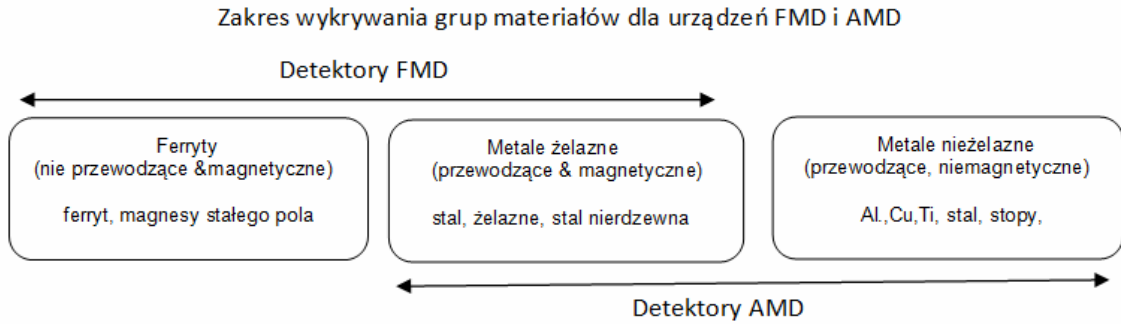 Zakres wykrywania grup materiałów dla urządzeń FMD i AMD
Detektory FMD
Ferryty
(nie przewodzące &magnetyczne)
ferryt, magnesy stałego pola
Metale żelazne
(przewodzące & magnetyczne)
stal, żelazne, stal nierdzewna
Metale nieżelazne
(przewodzące, niemagnetyczne)
Al.,Cu,Ti, stal, stopy,
Detektory AMD